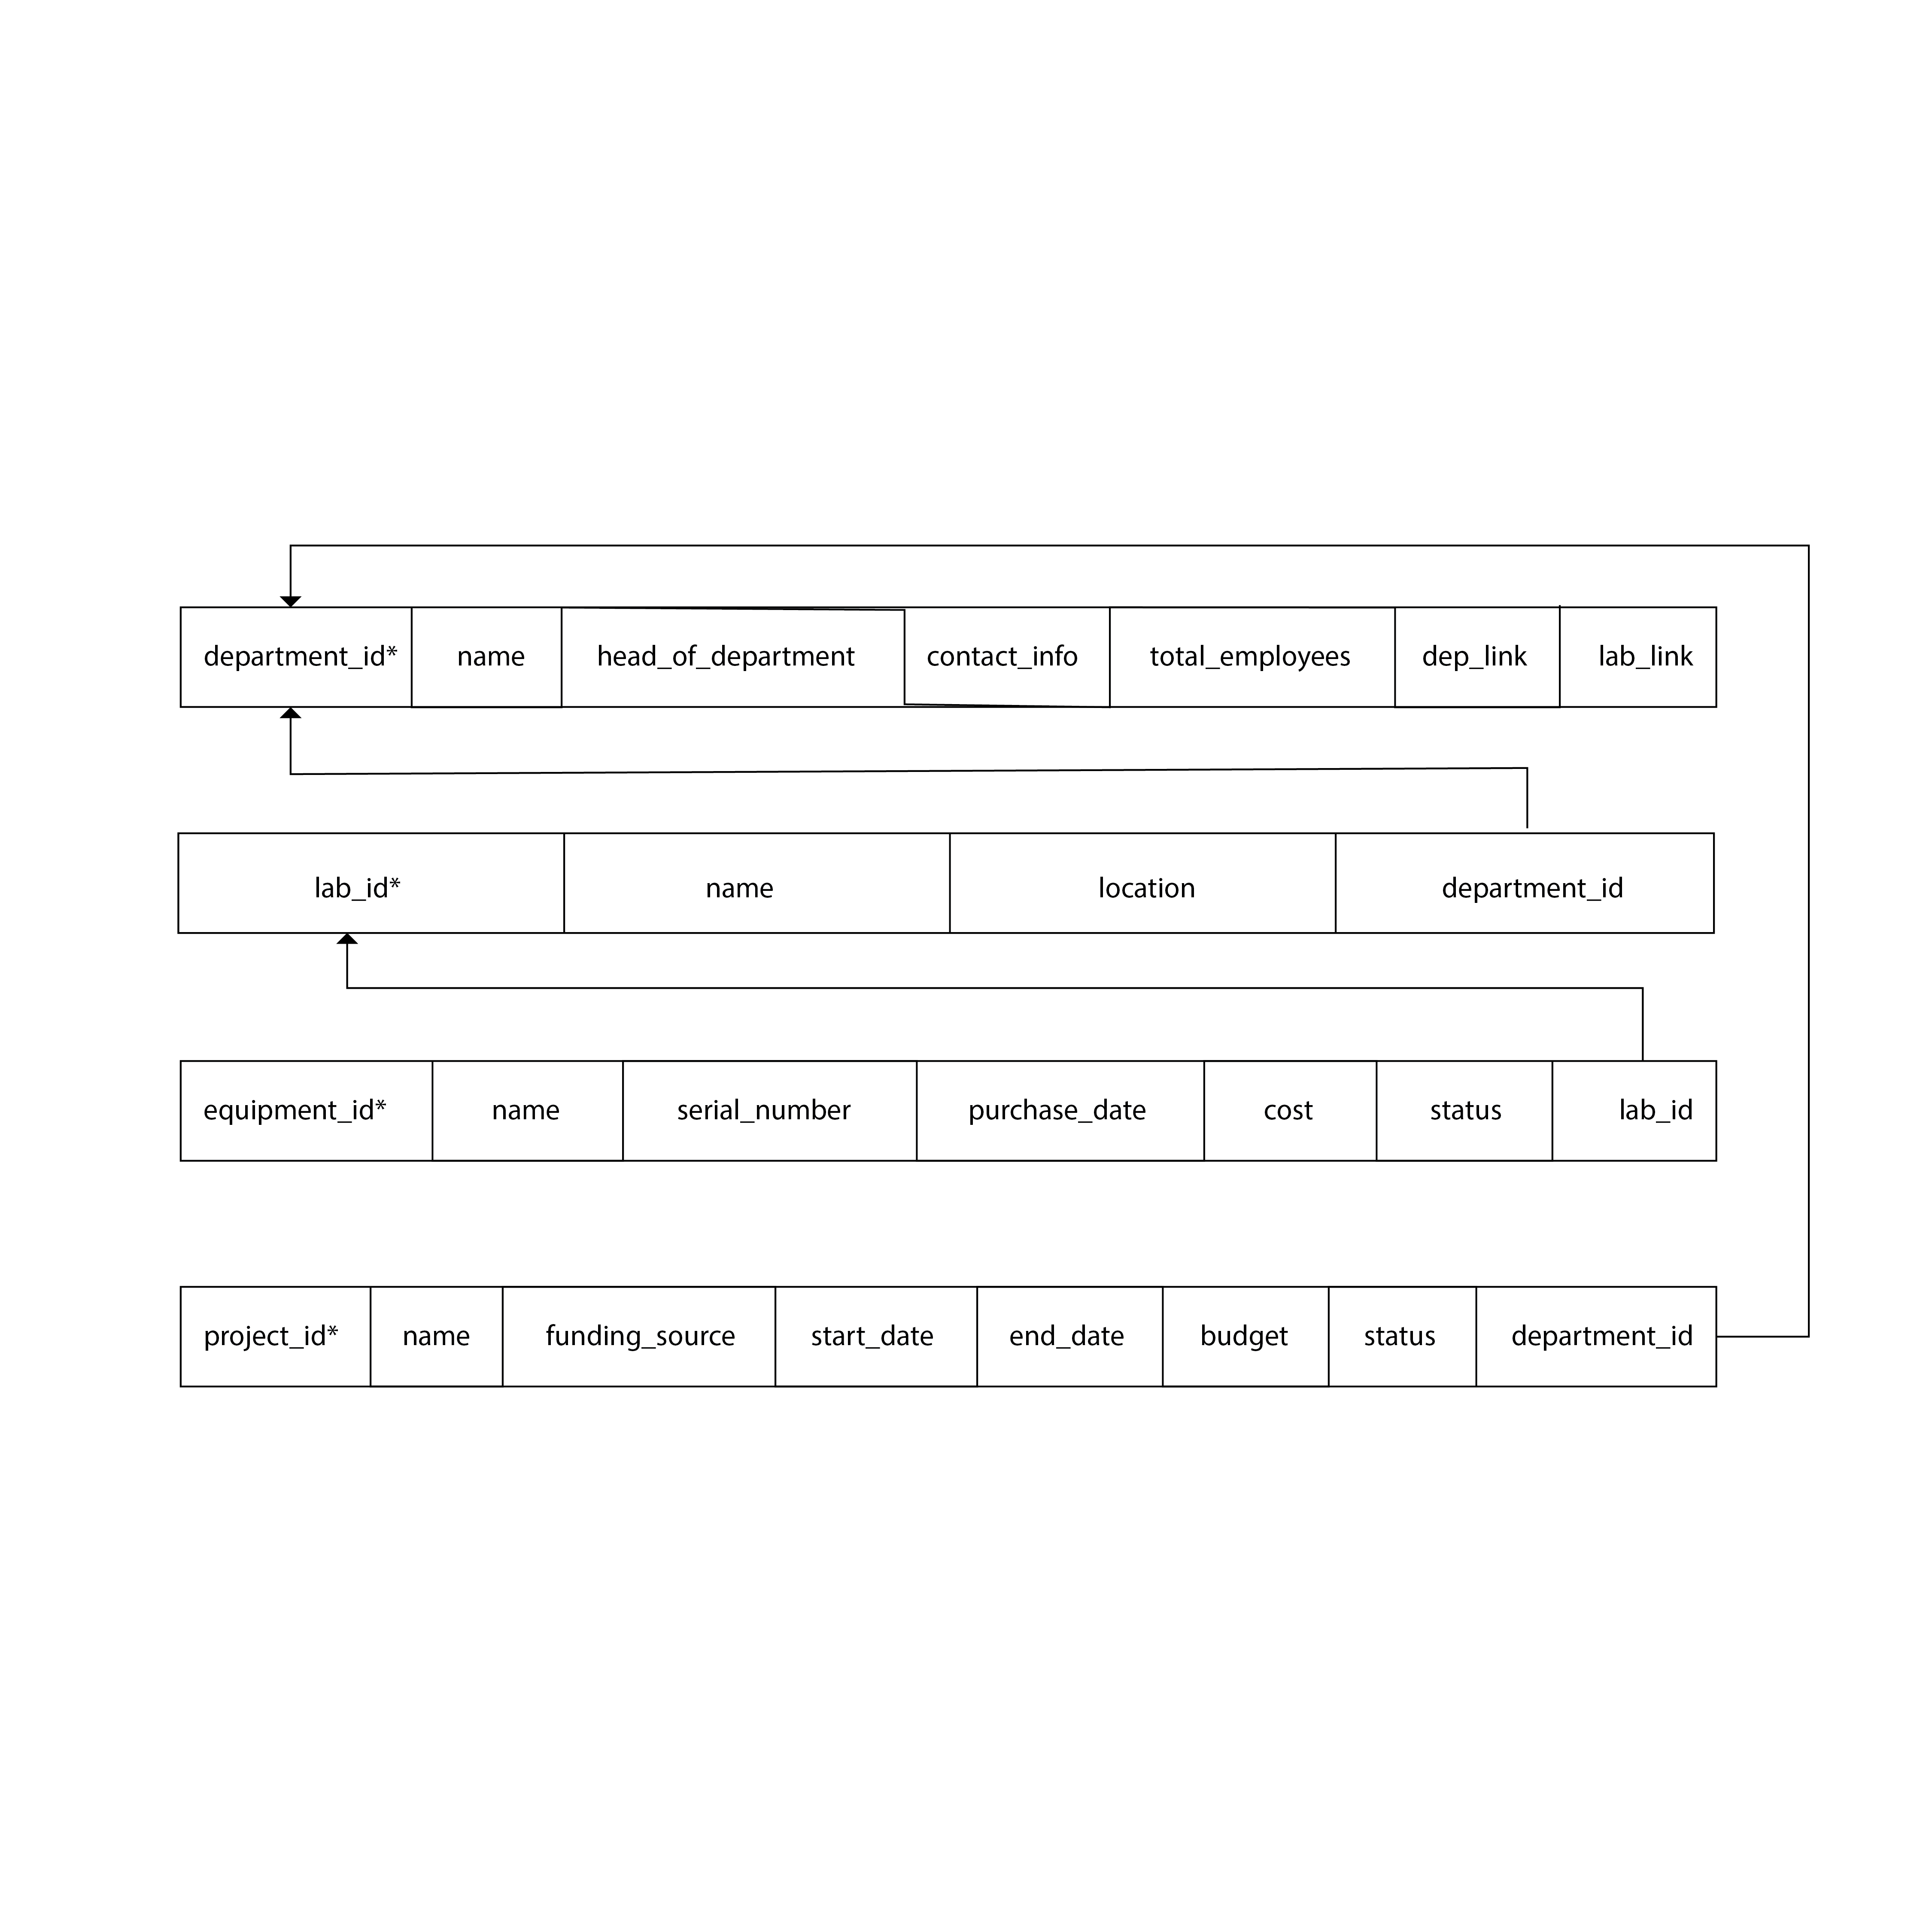 department_id* name head_of_department contact_info total_employees dep_link lab_link
lab_id* name location department_id
equipment_id* name serial_number purchase_date cost status lab_id
project_id* name funding_source start_date end_date budget status department_id